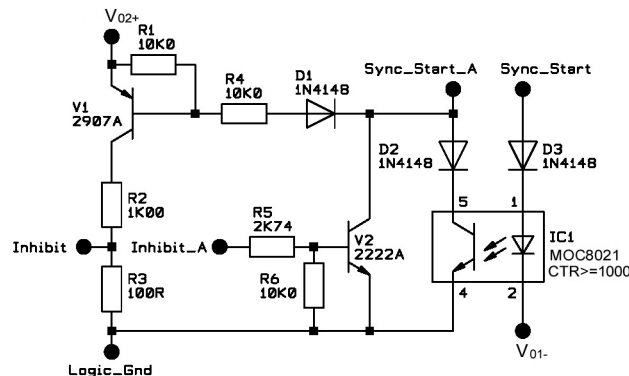 V02+
R1
10K0
Sync_Start_A
Sync_Start
R4
10K0
D1
1N4148
V1
2907A
D2
1N4148
D3
1N4148
R2
1K00
R5
2K74
5
1
Inhibit
Inhibit_A
V2
2222A
IC1
MOC8021
CTR>=1000
R3
100R
R6
10K0
4
2
Logic_Gnd
V01-